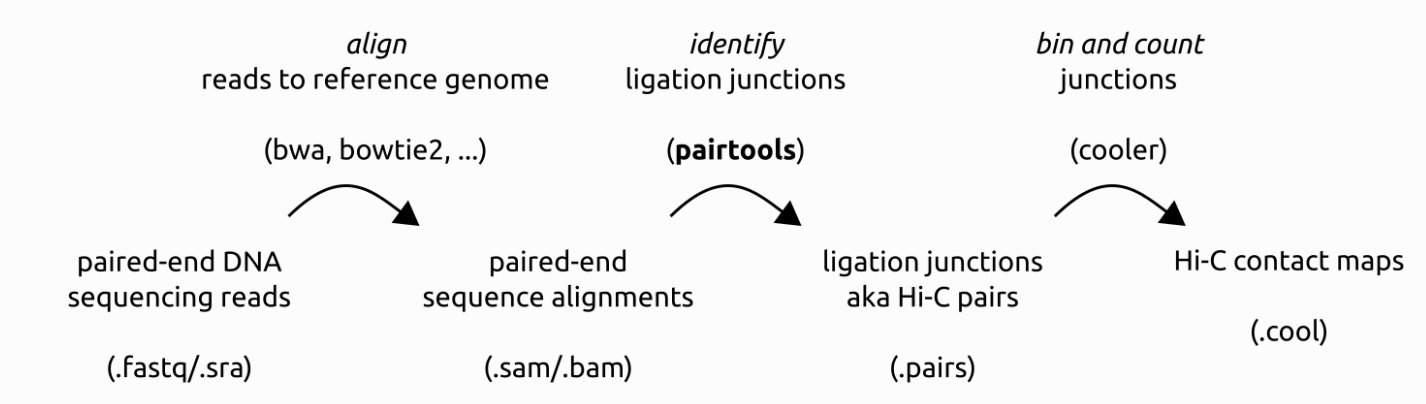 align
reads to reference genome
(bwa, bowtie2, ...)
identify
ligation junctions
(pairtools)
bin and count
junctions
(cooler)
paired-end DNA
sequencing reads
(.fastq/.sra)
paired-end
sequence alignments
(.sam/.bam)
ligation junctions
aka Hi-C pairs
(.pairs)
Hi-C contact maps
(.cool)